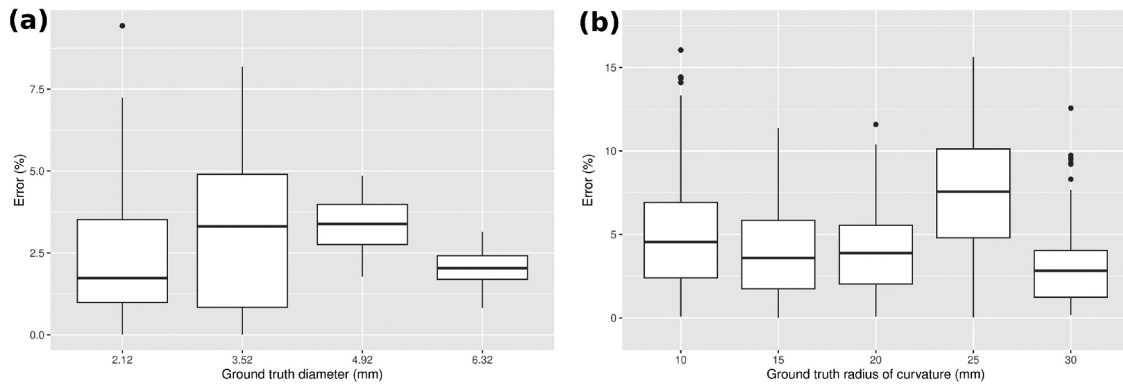 (a)
Error (%)
7.5
5.0
2.5
0.0
2.12 3.52 4.92 6.32
Ground truth diameter (mm)
(b)
Error (%)
15
10
5
0
10 15 20 25 30
Ground truth radius of curvature (mm)